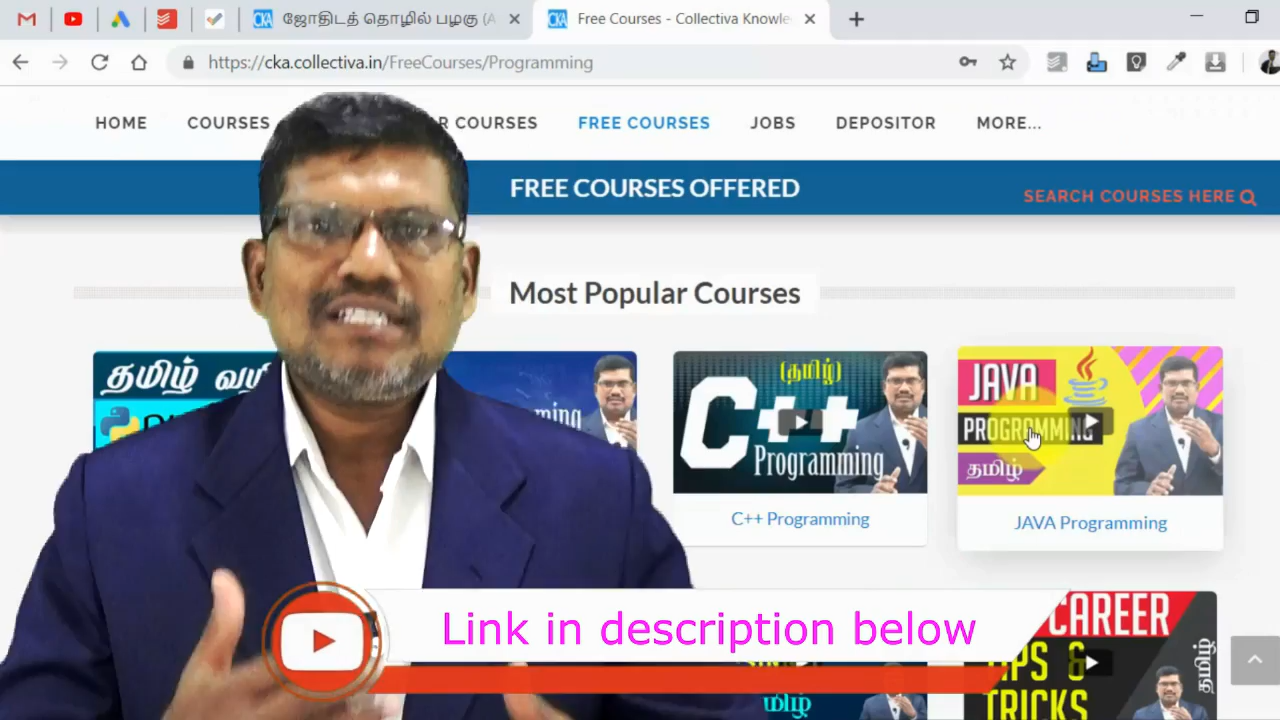 ஜோதிடத் தொழில் பழகு (A
Free Courses - Collectiva Knowle
https://cka.collectiva.in/FreeCourses/Programming
HOME
COURSES
R COURSES
FREE COURSES
JOBS
DEPOSITOR
MORE...
FREE COURSES OFFERED
SEARCH COURSES HERE
Most Popular Courses
தமிழ் வழி
(தமிழ்)
C++
Programming
C++ Programming
JAVA
PROGRAMMING
தமிழ்
JAVA Programming
Link in description below
CAREER
TIPS &
TRICKS
தமிழ்